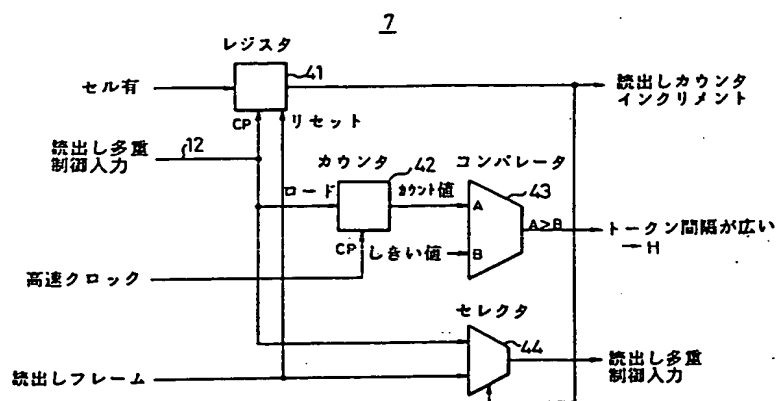 7
レジスタ
41
セル有
読出しカウンタ
インクリメント
CP
リセット
読出し多重
制御入力
12
カウンタ
42
コンパレータ
43
ロード
カウント値
A
A>B
トークン間隔が広い
→H
CP
しきい値
B
高速クロック
セレクタ
44
読出し多重
制御入力
読出しフレーム